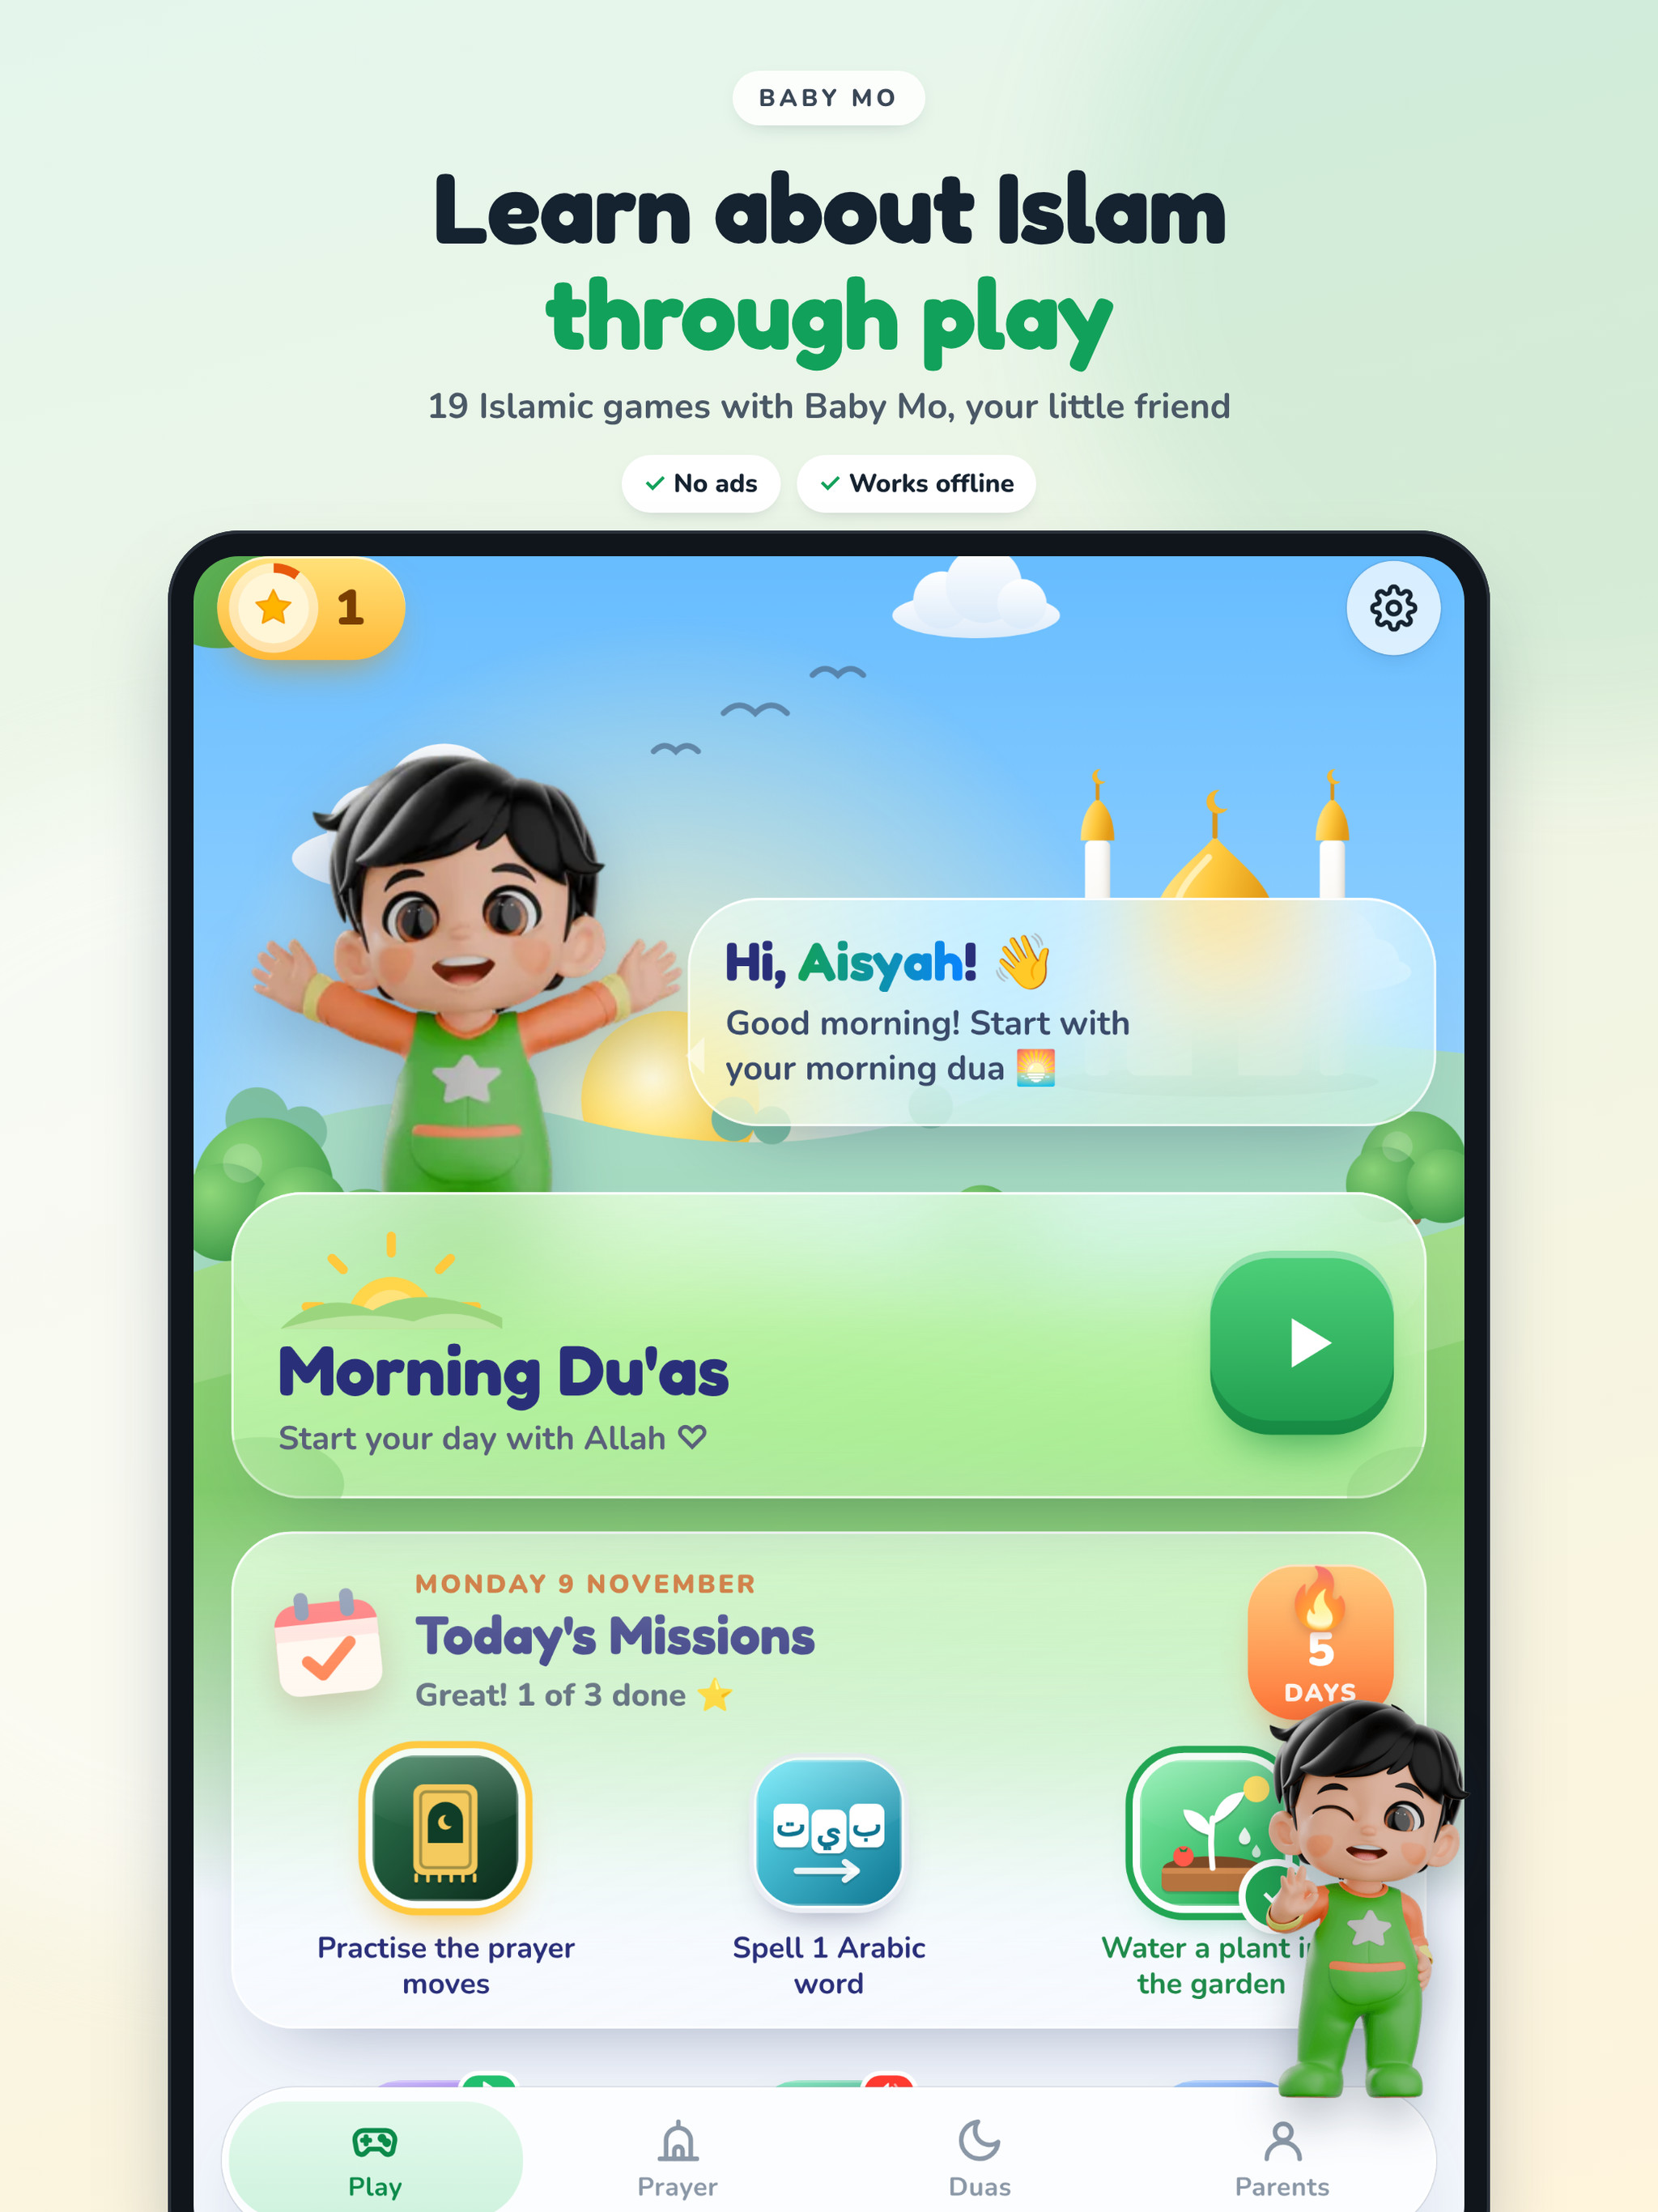 BABY MO
Learn about Islam
through play
19 Islamic games with Baby Mo, your little friend
No ads
Works offline
1
Hi, Aisyah! 👋
Good morning! Start with
your morning dua 🌅
Morning Du'as
Start your day with Allah ♡
MONDAY 9 NOVEMBER
Today's Missions
Great! 1 of 3 done ⭐
5
DAYS
ت ي ب
Practise the prayer
moves
Spell 1 Arabic
word
Water a plant
the garden
Play
Prayer
Duas
Parents